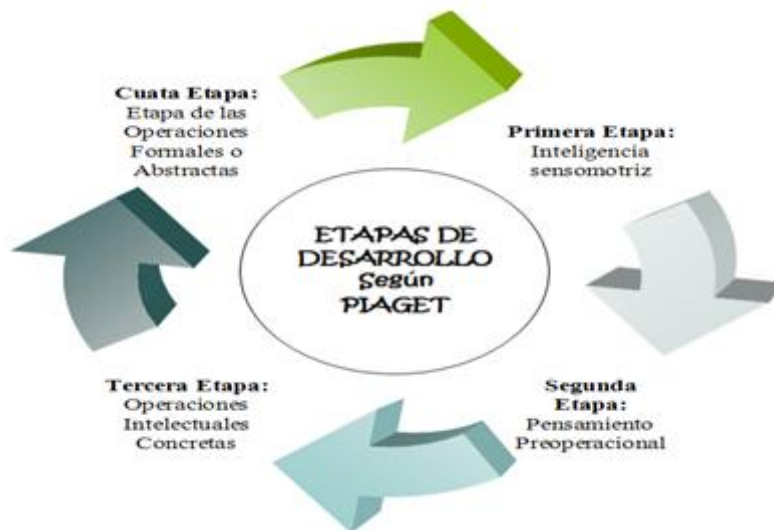 ETAPAS DE
DESARROLLO
Según
PIAGET
Primera Etapa:
Inteligencia
sensomotriz
Segunda
Etapa:
Pensamiento
Preoperacional
Tercera Etapa:
Operaciones
Intelectuales
Concretas
Cuata Etapa:
Etapa de las
Operaciones
Formales o
Abstractas